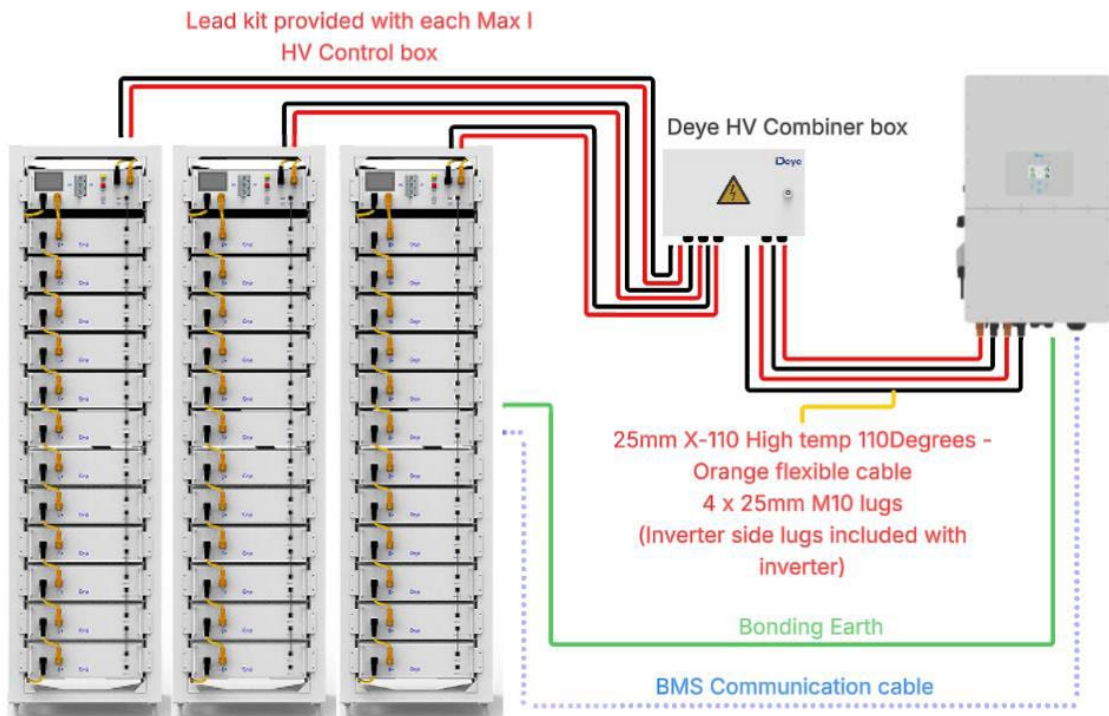 Lead kit provided with each Max I
HV Control box
Deye HV Combiner box
Deye
25mm X-110 High temp 110Degrees -
Orange flexible cable
4 x 25mm M10 lugs
(Inverter side lugs included with
inverter)
Bonding Earth
BMS Communication cable